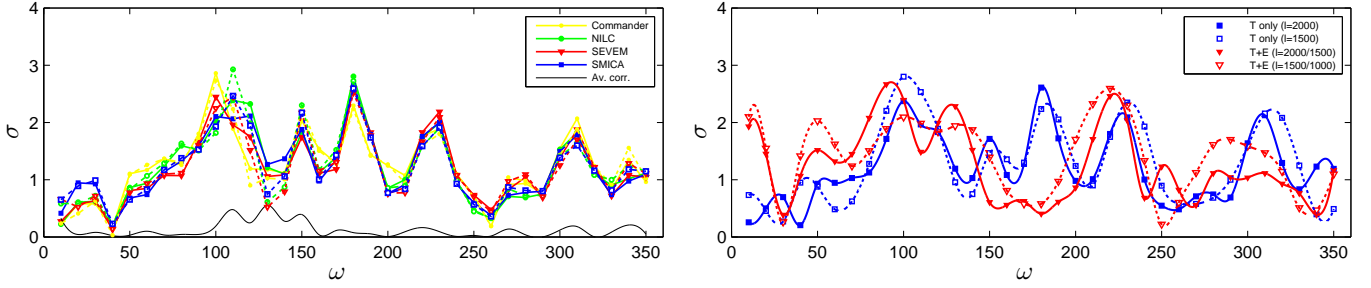 4
3
2
1
0
σ
0 50 100 150 200 250 300 350
ω
Commander
NILC
SEVEM
SMICA
Av. corr.
4
3
2
1
0
σ
0 50 100 150 200 250 300 350
ω
T only (l=2000)
T only (l=1500)
T+E (l=2000/1500)
T+E (l=1500/1000)